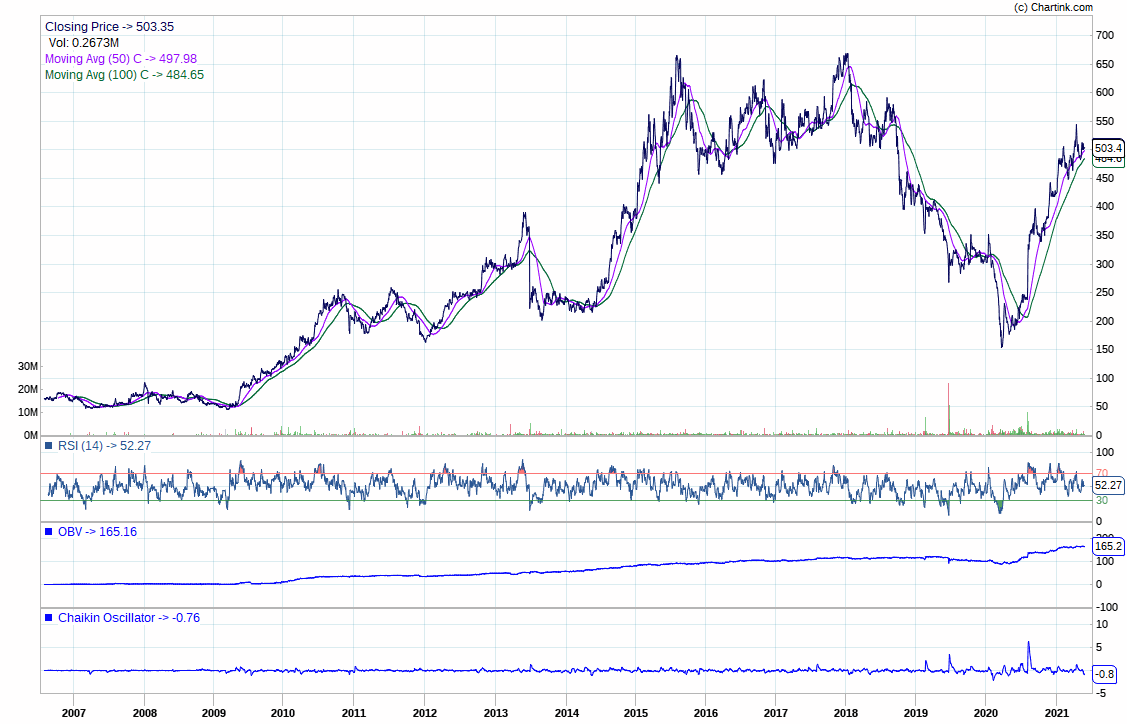 (c) Chartink.com
Closing Price -> 503.35
Vol: 0.2673M
Moving Avg (50) C -> 497.98
Moving Avg (100) C -> 484.65
700
650
600
550
503.4
450
400
350
300
250
200
150
100
50
0
30M
20M
10M
0M
RSI (14) -> 52.27
100
70
52.27
30
0
OBV -> 165.16
165.2
100
0
-100
Chaikin Oscillator -> -0.76
10
5
-0.8
-5
2007 2008 2009 2010 2011 2012 2013 2014 2015 2016 2017 2018 2019 2020 2021